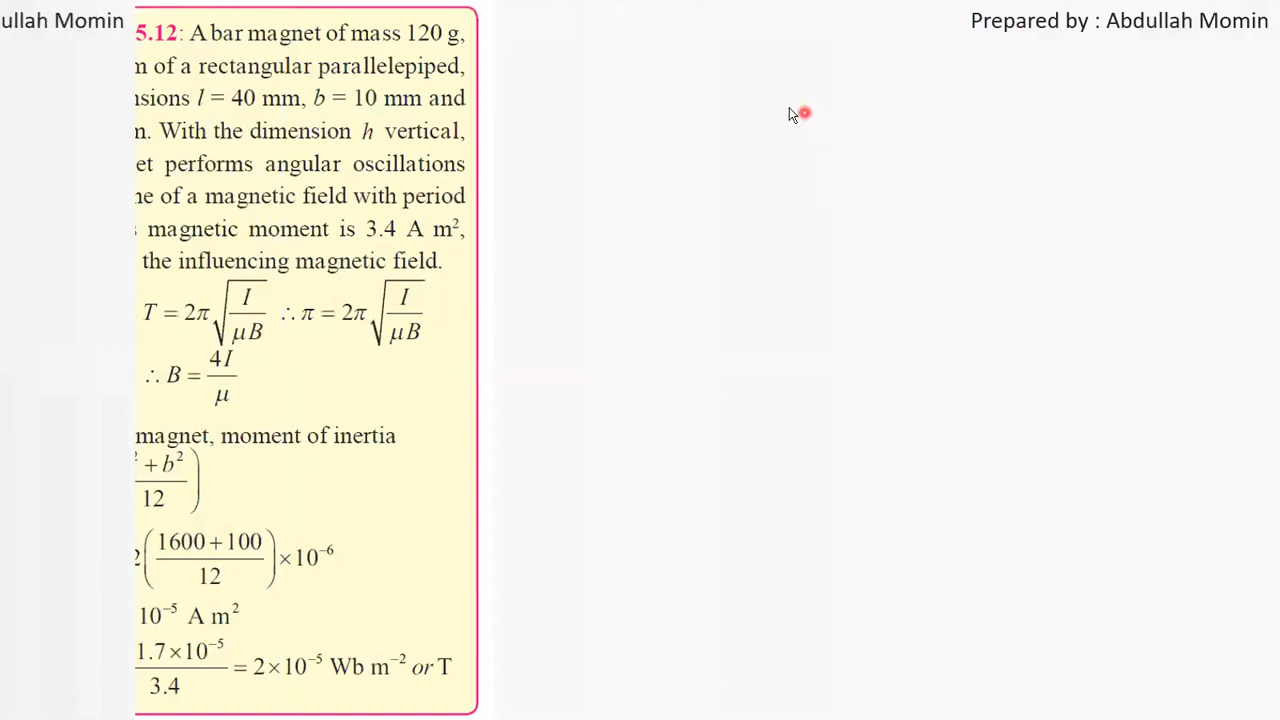 ullah Momin
Prepared by : Abdullah Momin
5.12: A bar magnet of mass 120 g,
of a rectangular parallelepiped,
l = 40 mm, b = 10 mm and
With the dimension h vertical,
performs angular oscillations
of a magnetic field with period
magnetic moment is 3.4 A m²,
the influencing magnetic field.
T = 2π√(I/μB) ∴ π = 2π√(I/μB)
∴ B = 4I/μ
magnet, moment of inertia
+ b²/12)
(1600 + 100/12) × 10⁻⁶
10⁻⁵ A m²
1.7 × 10⁻⁵/3.4 = 2 × 10⁻⁵ Wb m⁻² or T